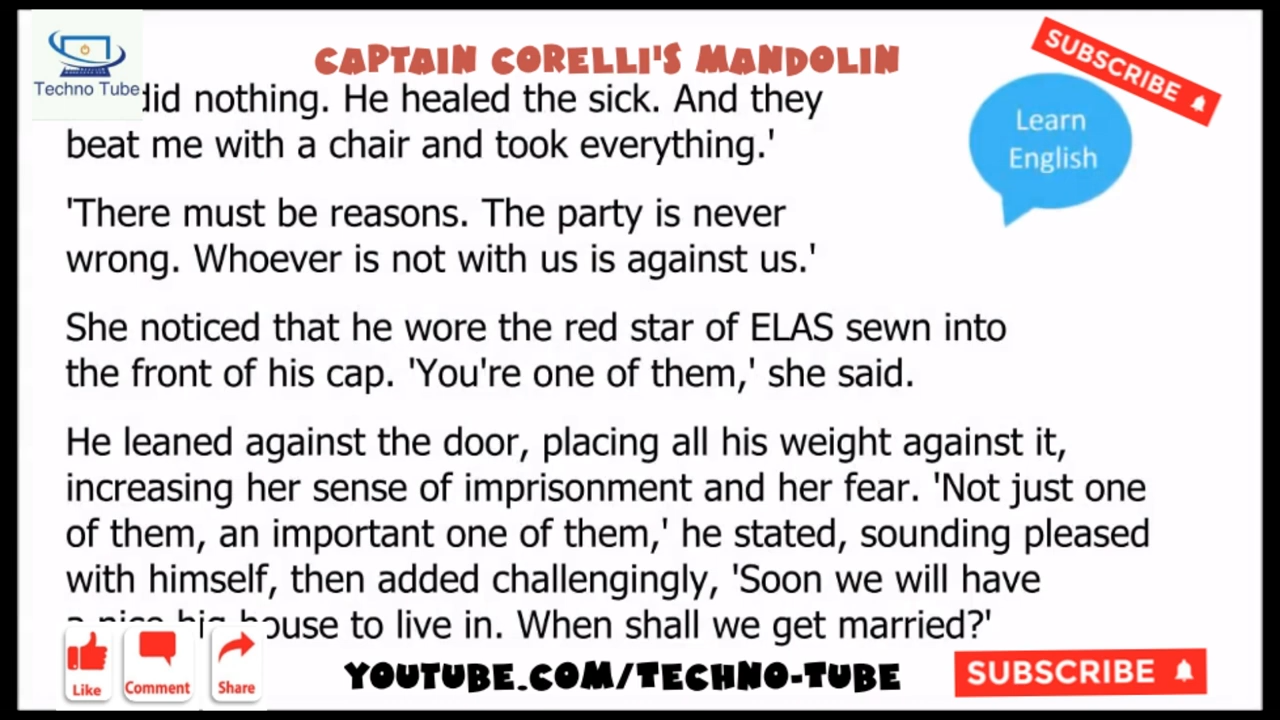 CAPTAIN CORELLI'S MANDOLIN
SUBSCRIBE
Techno Tube
Learn
English
did nothing. He healed the sick. And they
beat me with a chair and took everything.'
'There must be reasons. The party is never
wrong. Whoever is not with us is against us.'
She noticed that he wore the red star of ELAS sewn into
the front of his cap. 'You're one of them,' she said.
He leaned against the door, placing all his weight against it,
increasing her sense of imprisonment and her fear. 'Not just one
of them, an important one of them,' he stated, sounding pleased
with himself, then added challengingly, 'Soon we will have
a nice big house to live in. When shall we get married?'
Like
Comment
Share
YOUTUBE.COM/TECHNO-TUBE
SUBSCRIBE